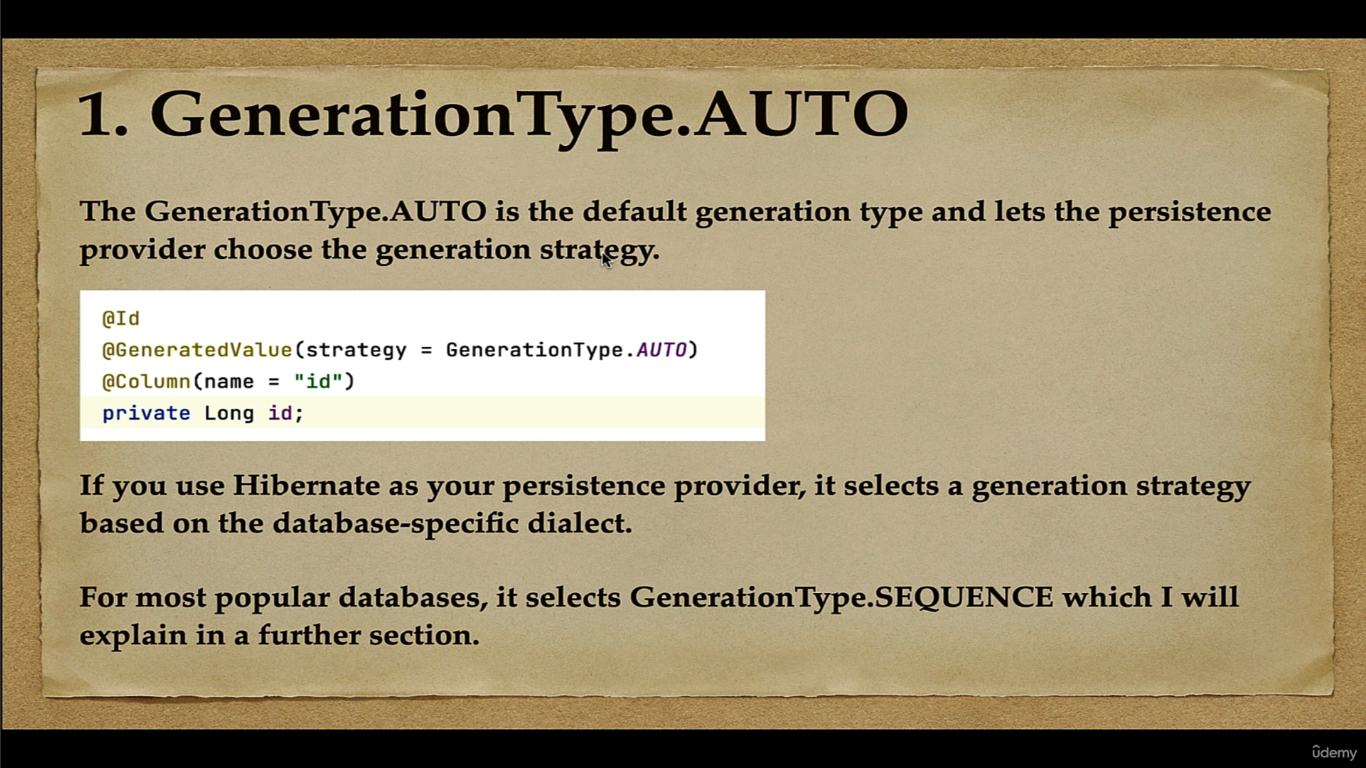 1. GenerationType.AUTO
The GenerationType.AUTO is the default generation type and lets the persistence
provider choose the generation strategy.
@Id
@GeneratedValue(strategy = GenerationType.AUTO)
@Column(name = "id")
private Long id;
If you use Hibernate as your persistence provider, it selects a generation strategy
based on the database-specific dialect.
For most popular databases, it selects GenerationType.SEQUENCE which I will
explain in a further section.
ûdemy